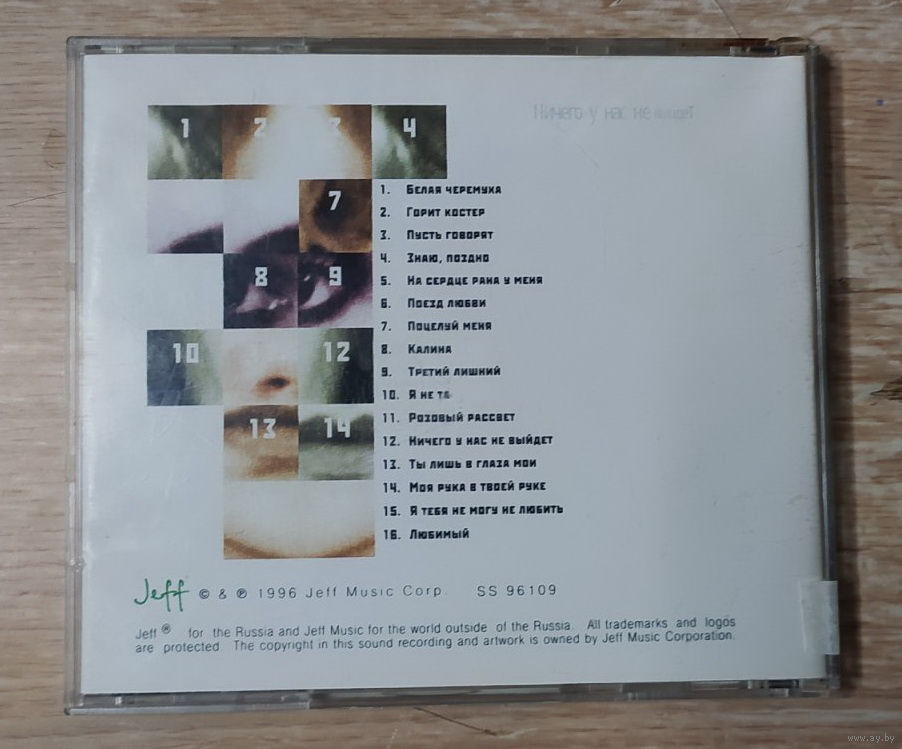 Ничего у нас не выйдет
1 2 4
7
8 9
10 12
13 14
1. Белая черемуха
2. Горит костер
3. Пусть говорят
4. Знаю, поздно
5. На сердце рана у меня
6. Поезд любви
7. Поцелуй меня
8. Калина
9. Третий лишний
10. Я не та
11. Розовый рассвет
12. Ничего у нас не выйдет
13. Ты лишь в глаза мои
14. Моя рука в твоей руке
15. Я тебя не могу не любить
16. Любимый
Jeff © & ℗ 1996 Jeff Music Corp. SS 96109
Jeff ® for the Russia and Jeff Music for the world outside of the Russia. All trademarks and logos
are protected. The copyright in this sound recording and artwork is owned by Jeff Music Corporation.
www.ay.by